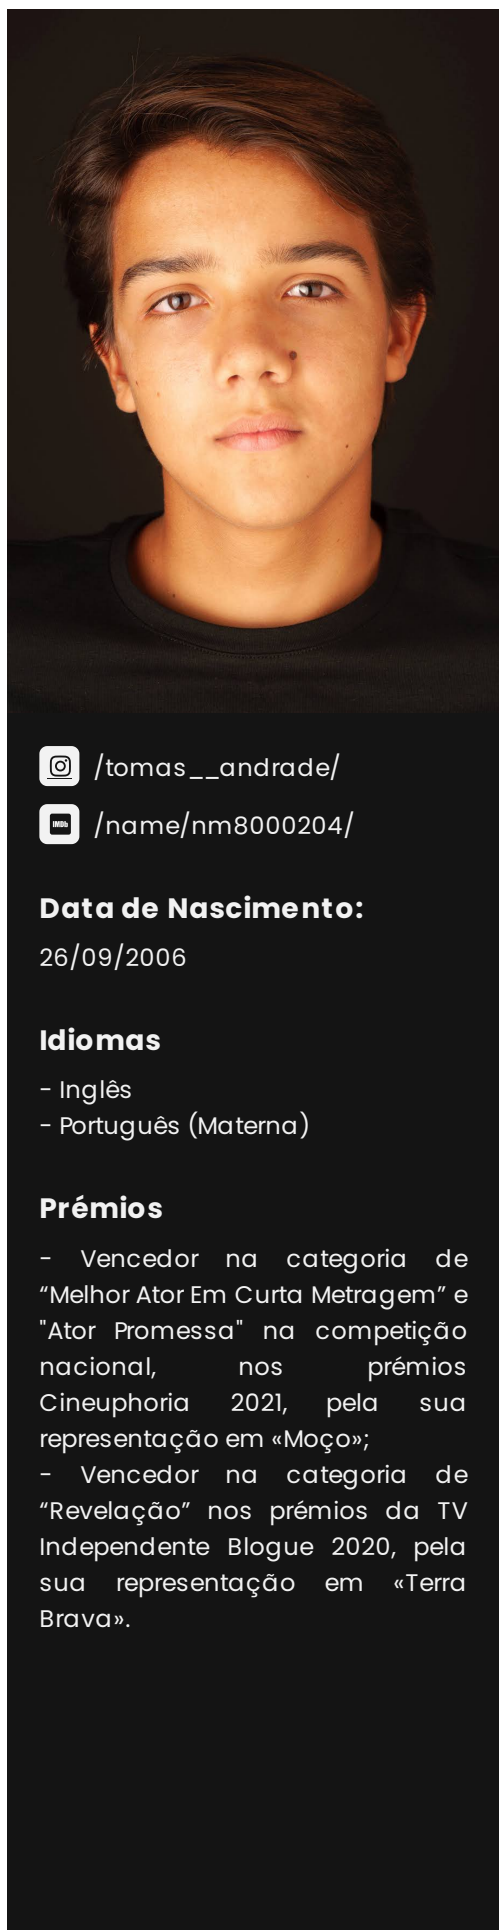 /tomas__andrade/
IMDb /name/nm8000204/
Data de Nascimento:
26/09/2006
Idiomas
- Inglês
- Português (Materna)
Prémios
- Vencedor na categoria de
“Melhor Ator Em Curta Metragem” e
"Ator Promessa" na competição
nacional, nos prémios
Cineuphoria 2021, pela sua
representação em «Moço»;
- Vencedor na categoria de
“Revelação” nos prémios da TV
Independente Blogue 2020, pela
sua representação em «Terra
Brava».